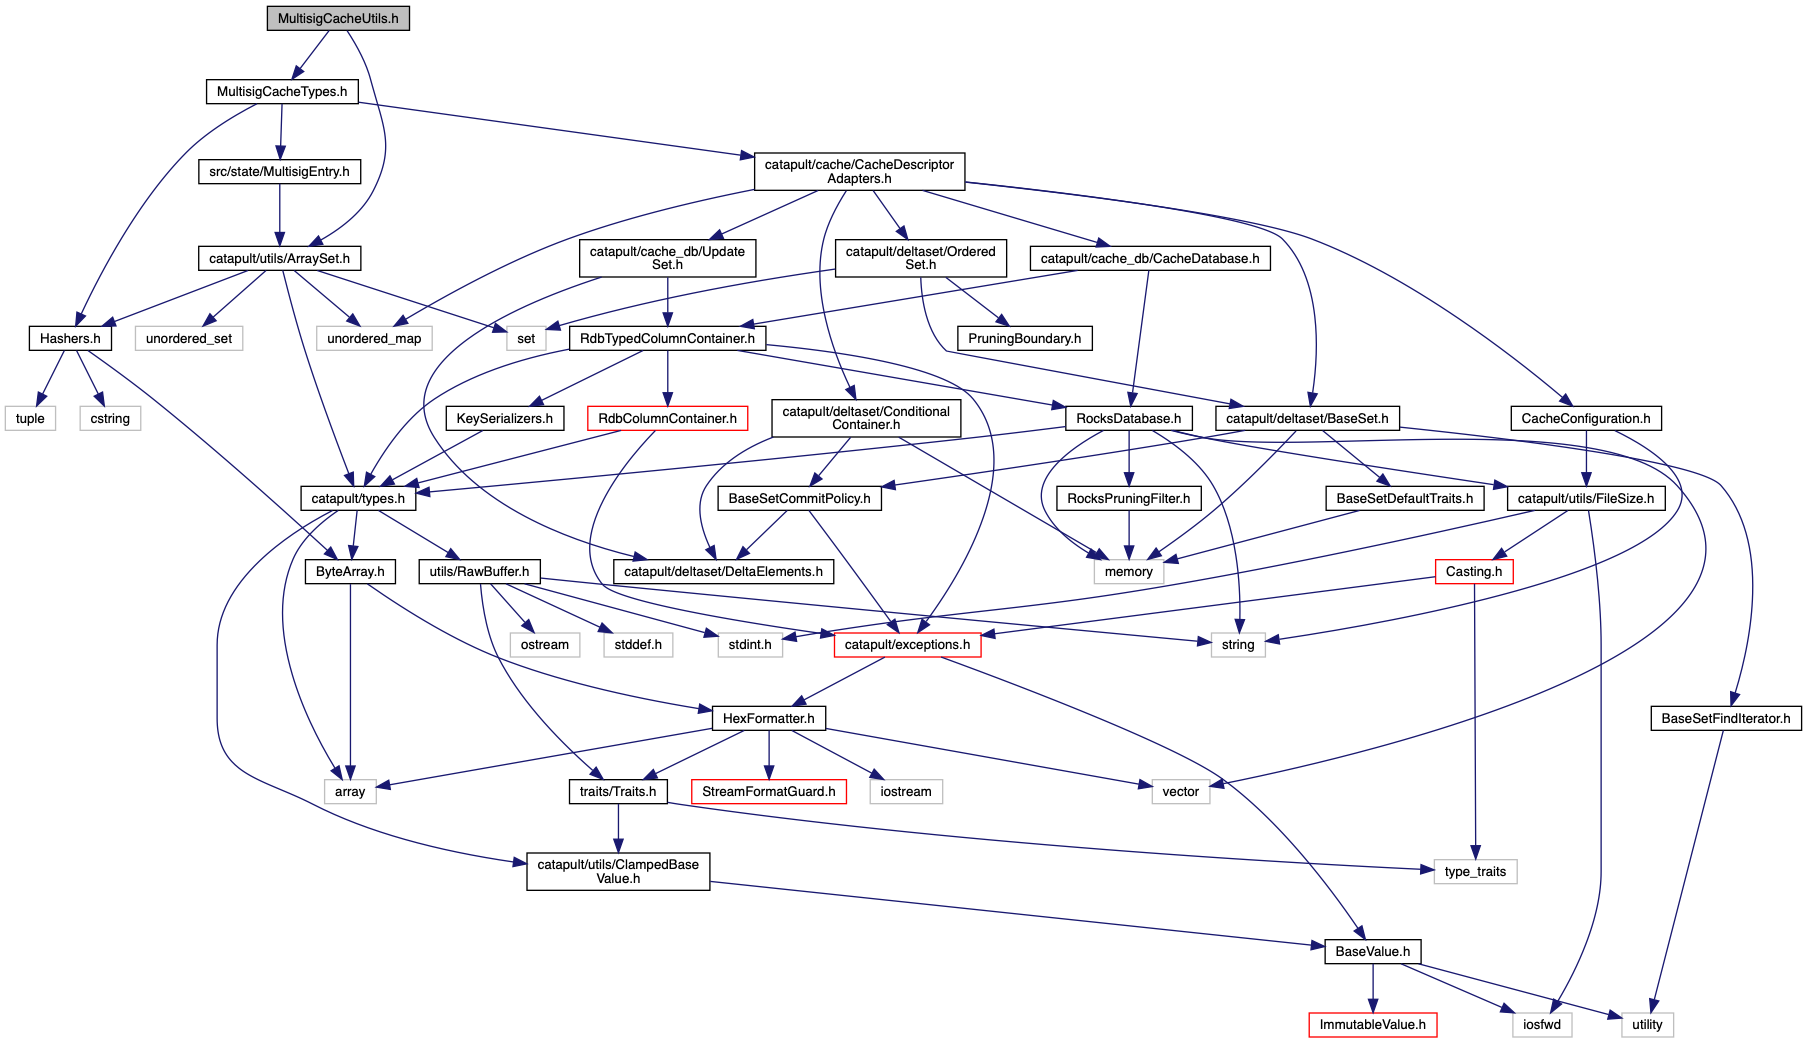 MultisigCacheUtils.h
MultisigCacheTypes.h
src/state/MultisigEntry.h
catapult/cache/CacheDescriptor
Adapters.h
catapult/utils/ArraySet.h
catapult/cache_db/Update
Set.h
catapult/deltaset/Ordered
Set.h
catapult/cache_db/CacheDatabase.h
Hashers.h
unordered_set
unordered_map
set
RdbTypedColumnContainer.h
PruningBoundary.h
tuple
cstring
KeySerializers.h
RdbColumnContainer.h
catapult/deltaset/Conditional
Container.h
RocksDatabase.h
catapult/deltaset/BaseSet.h
CacheConfiguration.h
catapult/types.h
BaseSetCommitPolicy.h
RocksPruningFilter.h
BaseSetDefaultTraits.h
catapult/utils/FileSize.h
ByteArray.h
utils/RawBuffer.h
catapult/deltaset/DeltaElements.h
memory
Casting.h
ostream
stddef.h
stdint.h
catapult/exceptions.h
string
HexFormatter.h
BaseSetFindIterator.h
array
traits/Traits.h
StreamFormatGuard.h
iostream
vector
catapult/utils/ClampedBase
Value.h
type_traits
BaseValue.h
ImmutableValue.h
iosfwd
utility